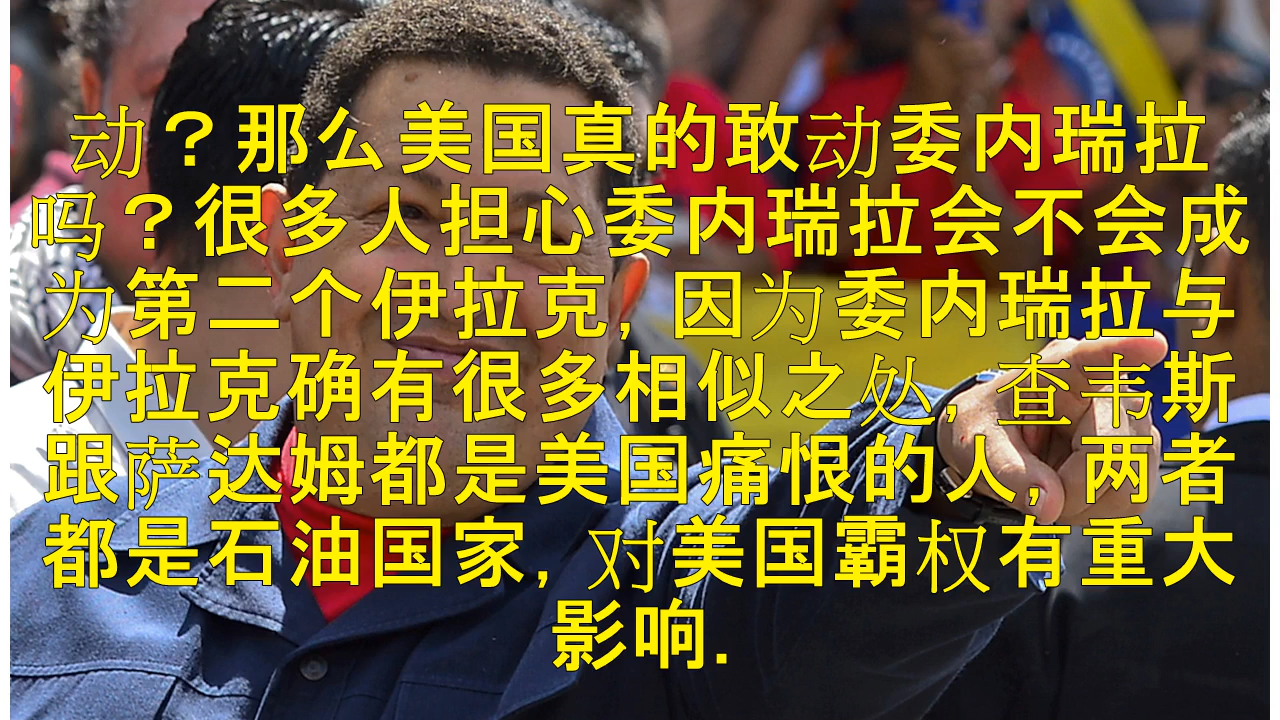 动？那么美国真的敢动委内瑞拉
吗？很多人担心委内瑞拉会不会成
为第二个伊拉克, 因为委内瑞拉与
伊拉克确有很多相似之处, 查韦斯
跟萨达姆都是美国痛恨的人, 两者
都是石油国家, 对美国霸权有重大
影响.